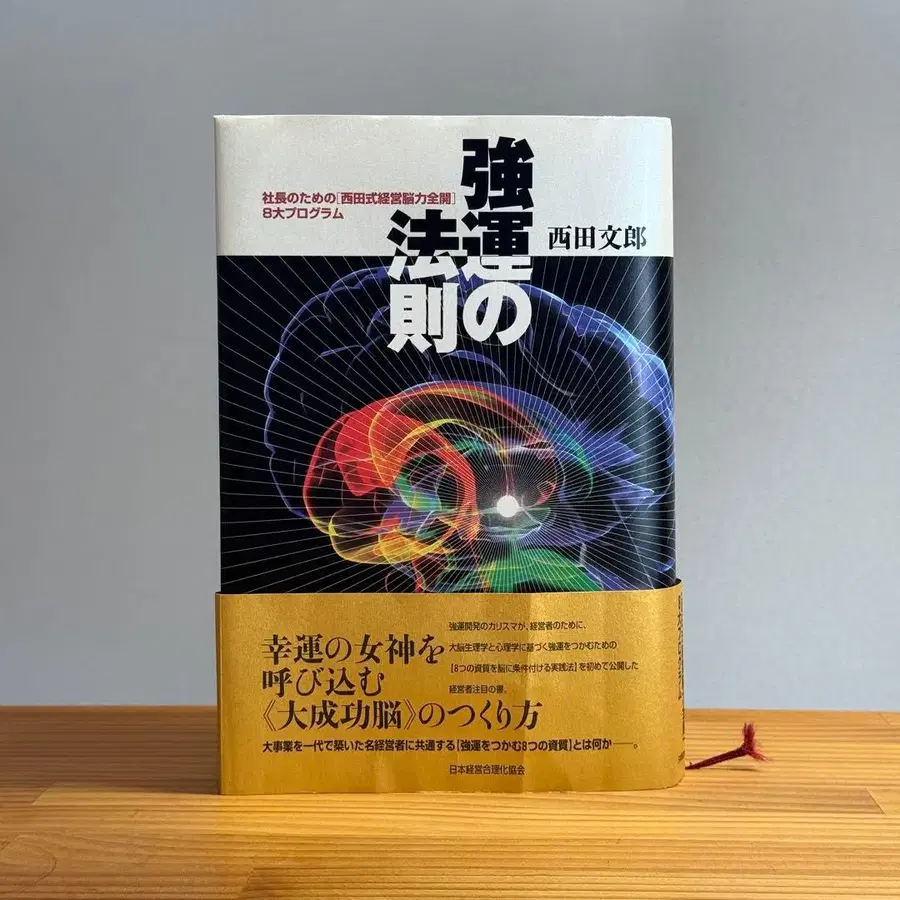 強運の
法則
社長のための[西田式経営脳力全開]
8大プログラム
西田文郎
幸運の女神を
呼び込む
《大成功脳》のつくり方
強運開発のカリスマが、経営者のために、
大脳生理学と心理学に基づく強運をつかむための
【8つの資質を脳に条件付ける実践法】を初めて公開した
経営者注目の書。
大事業を一代で築いた名経営者に共通する【強運をつかむ8つの資質】とは何か――。
日本経営合理化協会